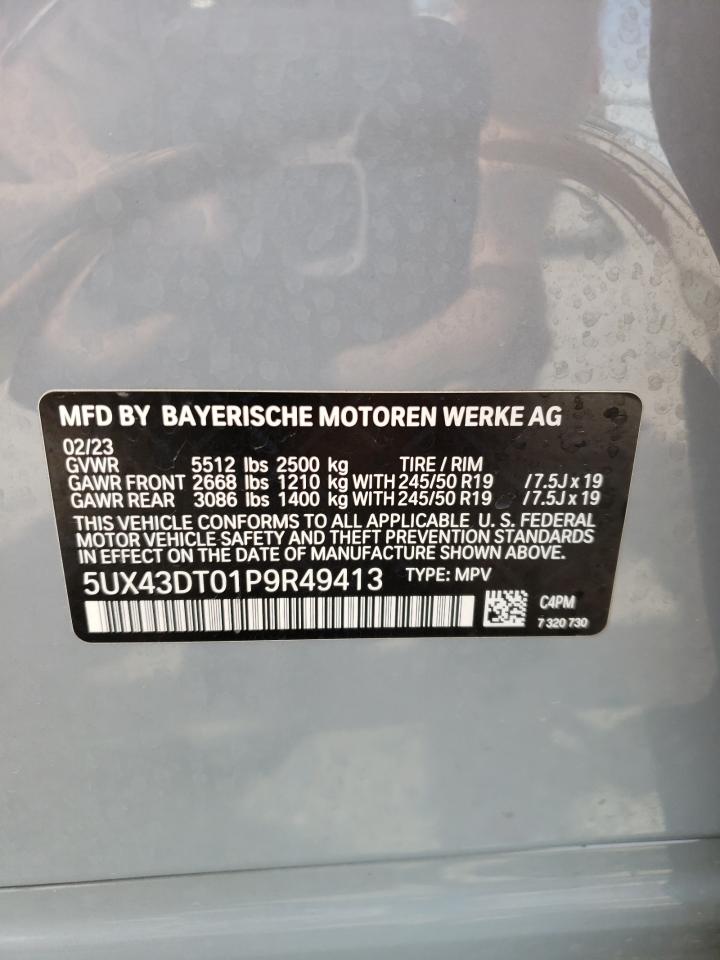 MFD BY BAYERISCHE MOTOREN WERKE AG
02/23
GVWR 5512 lbs 2500 kg TIRE / RIM
GAWR FRONT 2668 lbs 1210 kg WITH 245/50 R19 /7.5J x 19
GAWR REAR 3086 lbs 1400 kg WITH 245/50 R19 /7.5J x 19
THIS VEHICLE CONFORMS TO ALL APPLICABLE U. S. FEDERAL
MOTOR VEHICLE SAFETY AND THEFT PREVENTION STANDARDS
IN EFFECT ON THE DATE OF MANUFACTURE SHOWN ABOVE.
5UX43DT01P9R49413 TYPE: MPV
C4PM
7 320 730